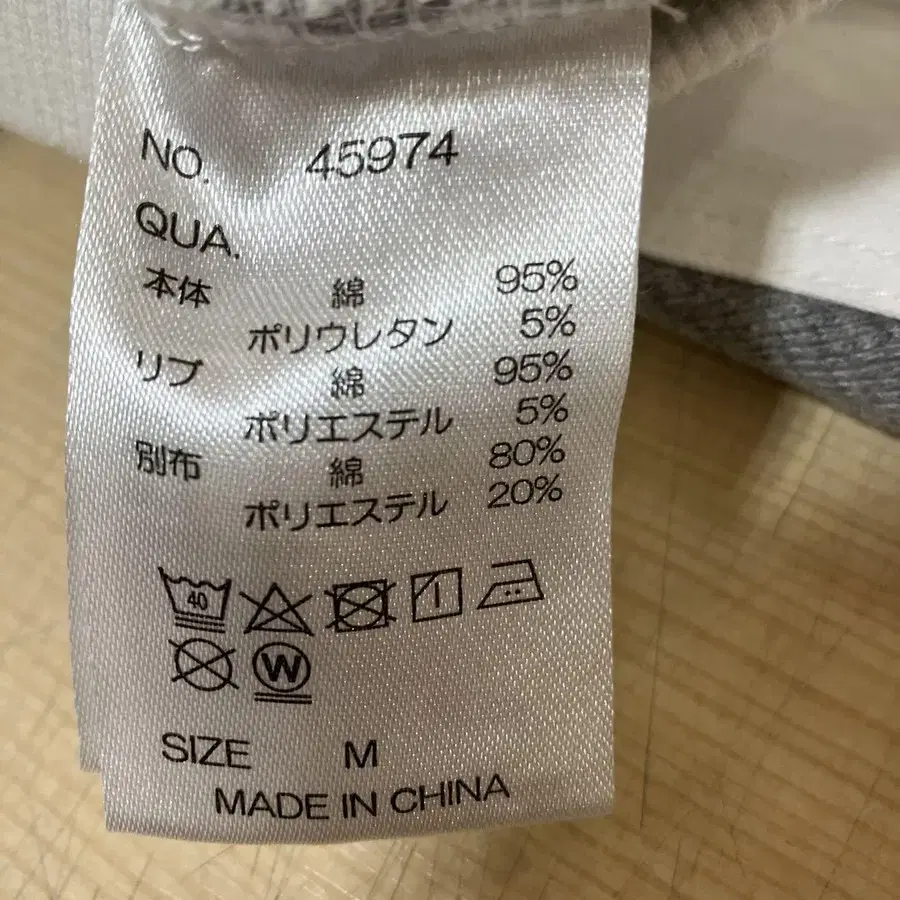 NO. 45974
QUA.
本体 綿 95%
ポリウレタン 5%
リブ 綿 95%
ポリエステル 5%
別布 綿 80%
ポリエステル 20%
40
W
SIZE M
MADE IN CHINA